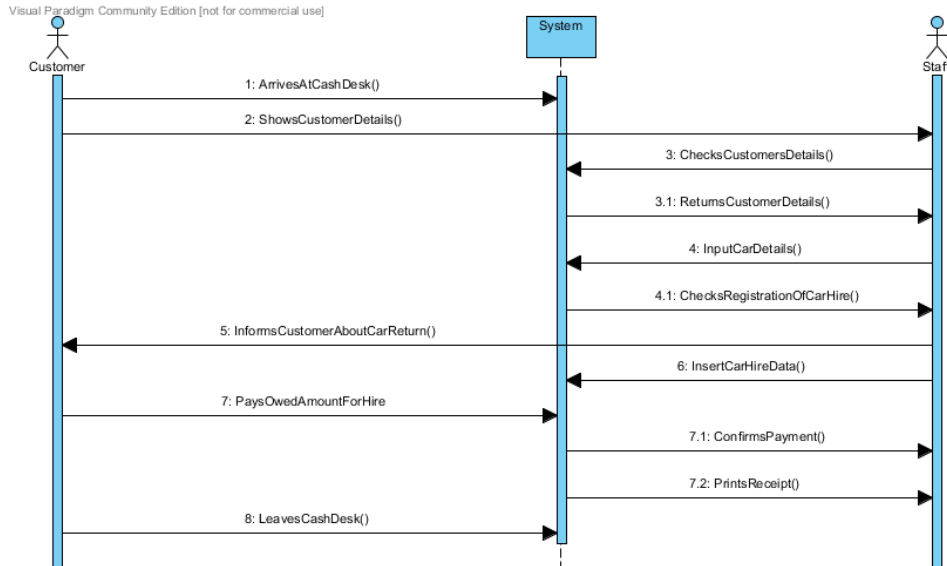 Visual Paradigm Community Edition [not for commercial use]
System
Customer
Staf
1: ArrivesAtCashDesk()
2: ShowsCustomerDetails()
3: ChecksCustomersDetails()
3.1: ReturnsCustomerDetails()
4: InputCarDetails()
4.1: ChecksRegistrationOfCarHire()
5: InformsCustomerAboutCarReturn()
6: InsertCarHireData()
7: PaysOwedAmountForHire
7.1: ConfirmsPayment()
7.2: PrintsReceipt()
8: LeavesCashDesk()